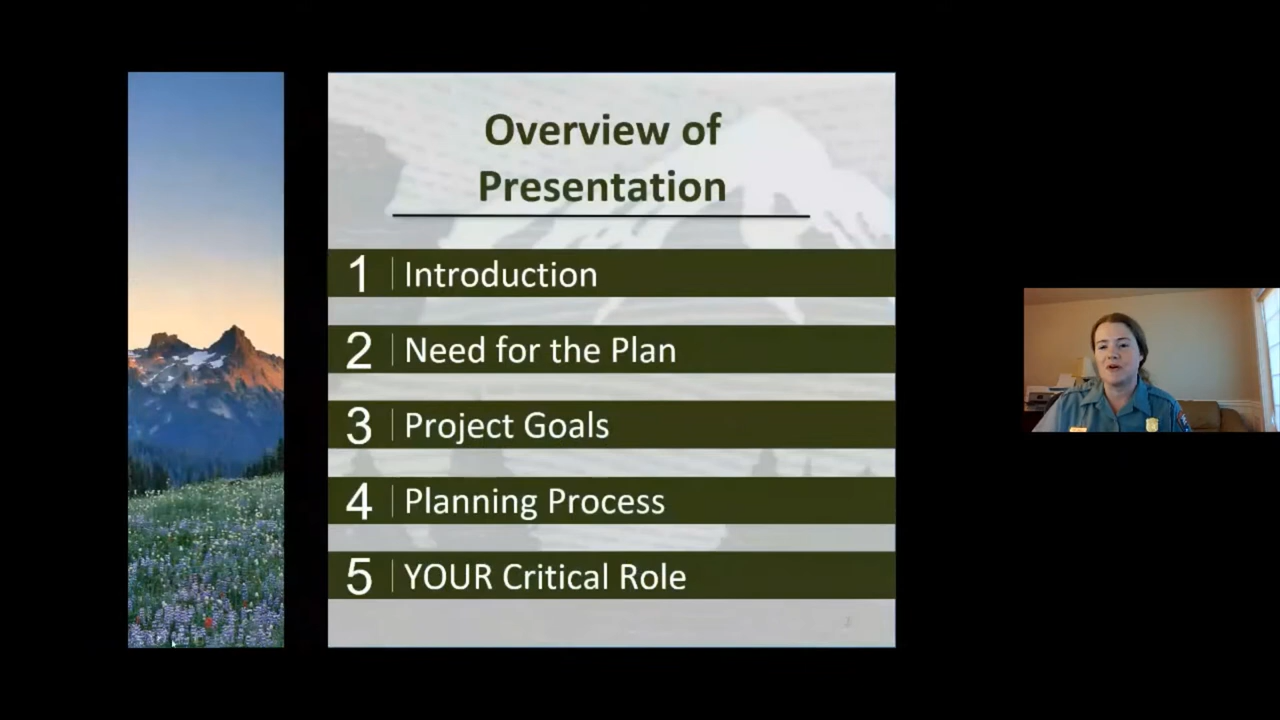 Overview of
Presentation
1 Introduction
2 Need for the Plan
3 Project Goals
4 Planning Process
5 YOUR Critical Role